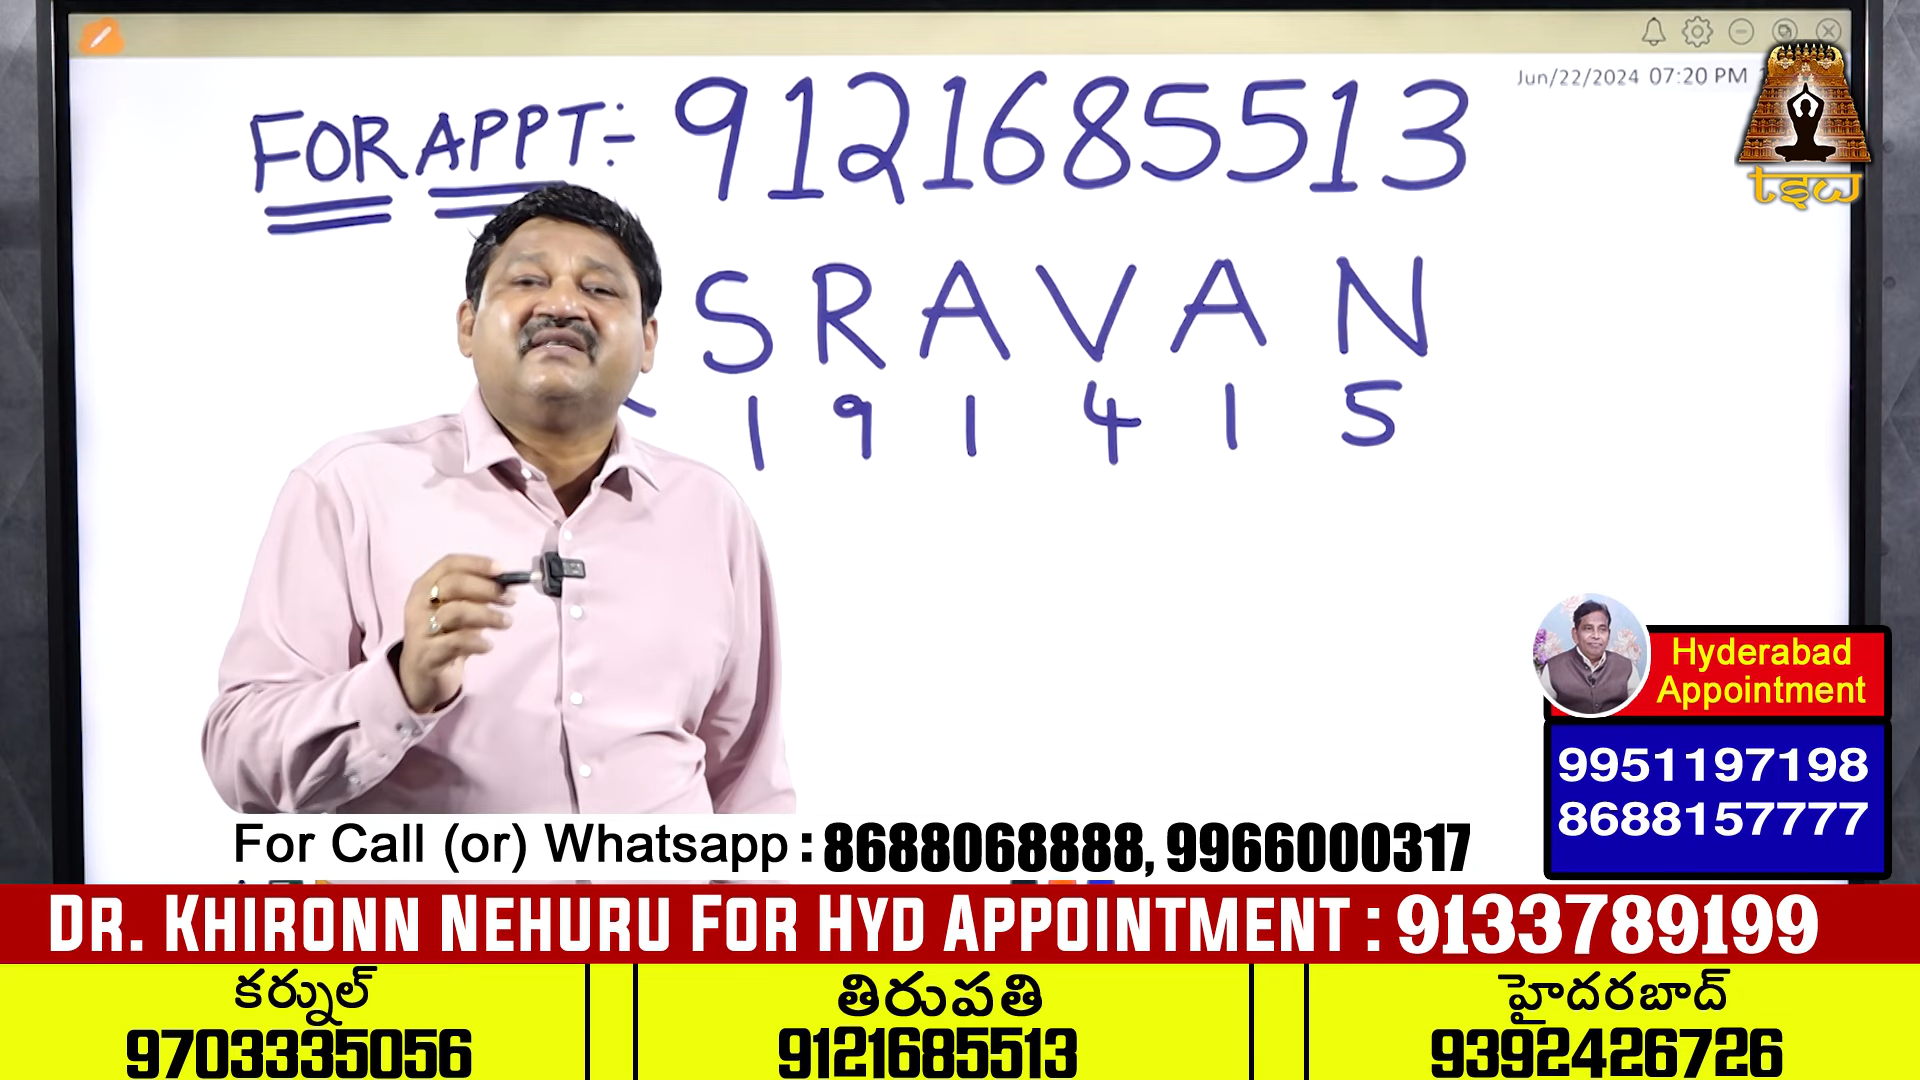 Jun/22/2024 07:20 PM
FOR APPT:- 9121685513
tsw
SRAVAN
1 9 1 4 1 5
Hyderabad
Appointment
9951197198
8688157777
For Call (or) Whatsapp : 8688068888, 9966000317
DR. KHIRONN NEHURU FOR HYD APPOINTMENT : 9133789199
కర్నుల్
9703335056
తిరుపతి
9121685513
హైదరబాద్
9392426726